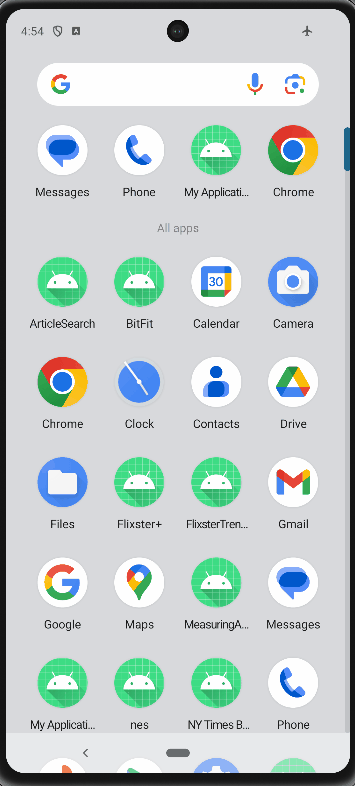 4:54
Messages
Phone
My Applicati...
Chrome
All apps
ArticleSearch
BitFit
30
Calendar
Camera
Chrome
Clock
Contacts
Drive
Files
Flixster+
FlixsterTren...
Gmail
Google
Maps
MeasuringA...
Messages
My Applicati...
nes
NY Times B...
Phone